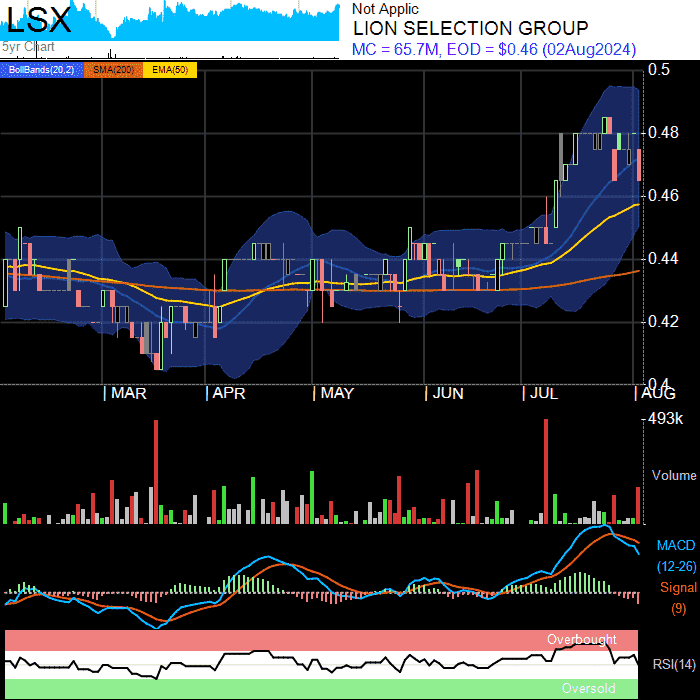 LSX
5yr Chart
Not Applic
LION SELECTION GROUP
MC = 65.7M, EOD = $0.46 (02Aug2024)
BollBands(20,2) SMA(200) EMA(50)
0.5
0.48
0.46
0.44
0.42
0.4
MAR APR MAY JUN JUL AUG
493k
Volume
MACD
(12-26)
Signal
(9)
Overbought
RSI(14)
Oversold